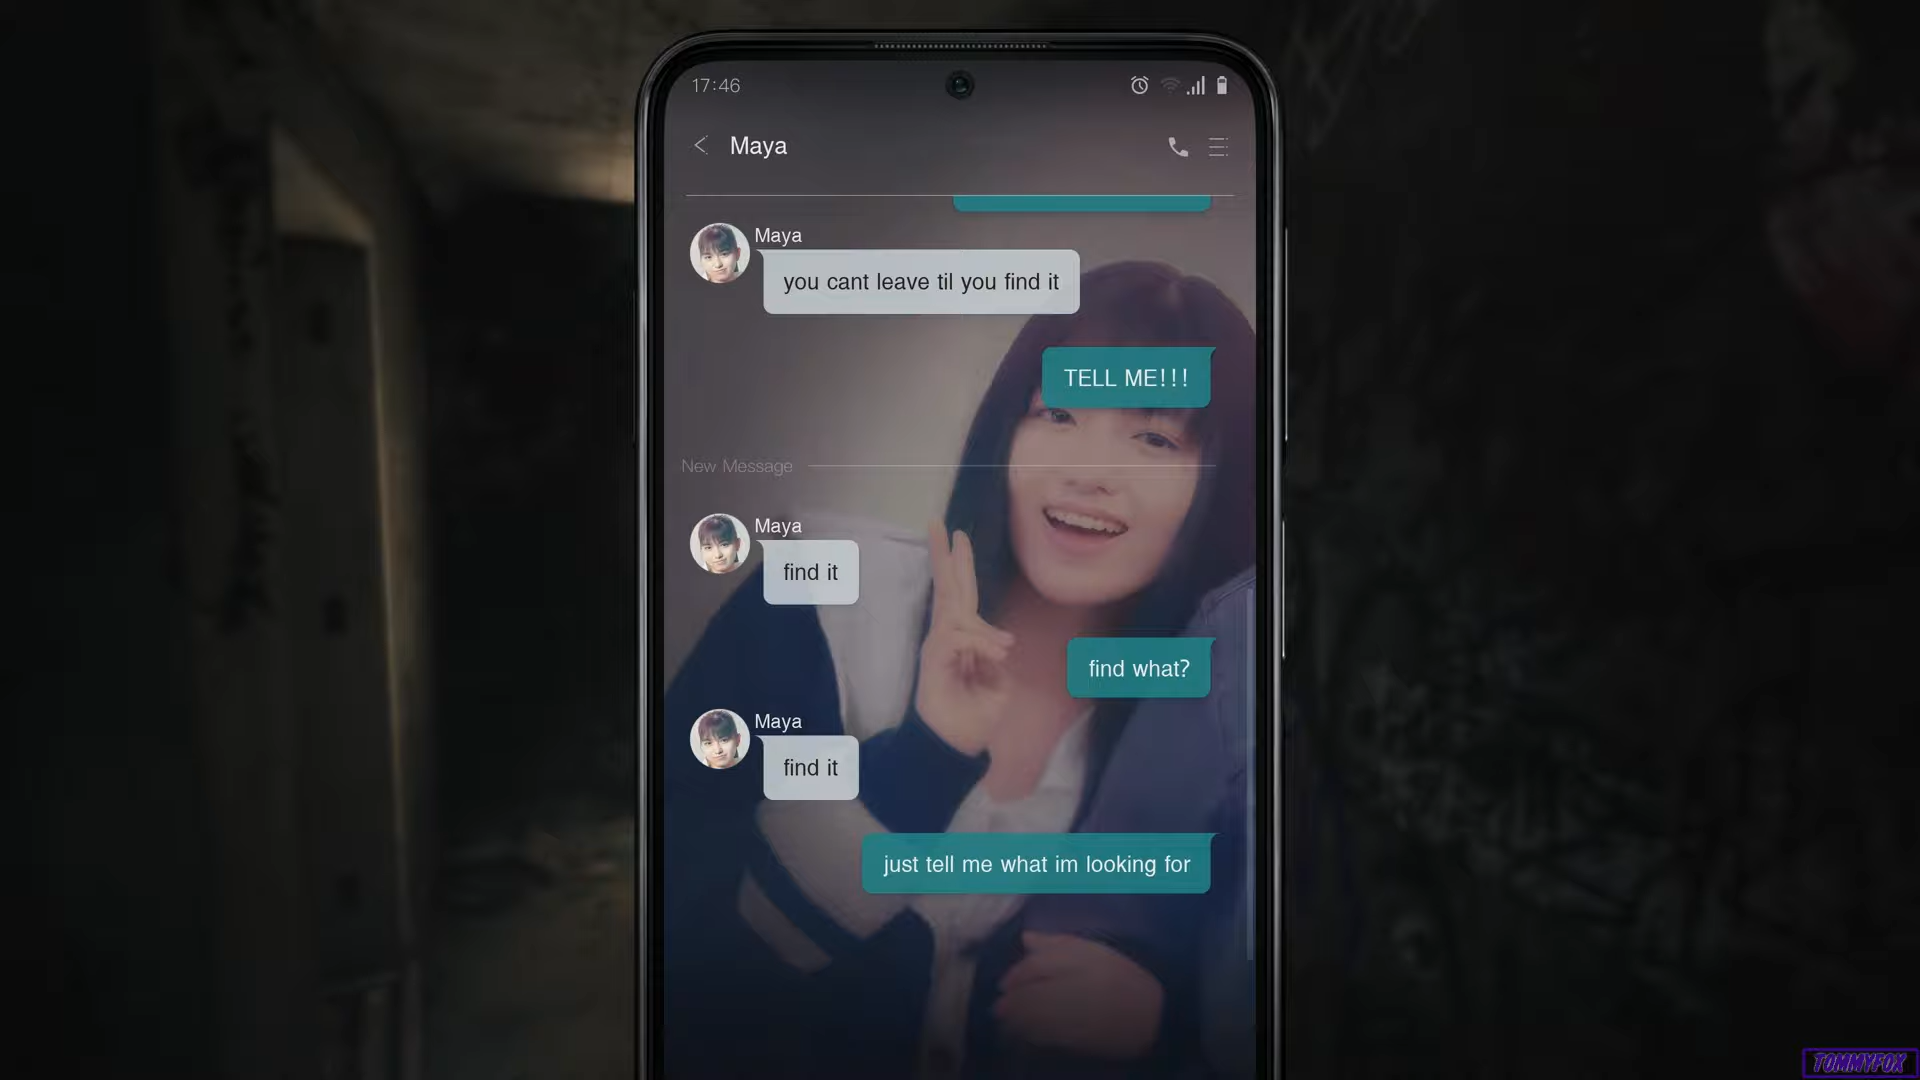 17:46
Maya
Maya
you cant leave til you find it
TELL ME!!!
New Message
Maya
find it
find what?
Maya
find it
just tell me what im looking for
TOMMYFOX